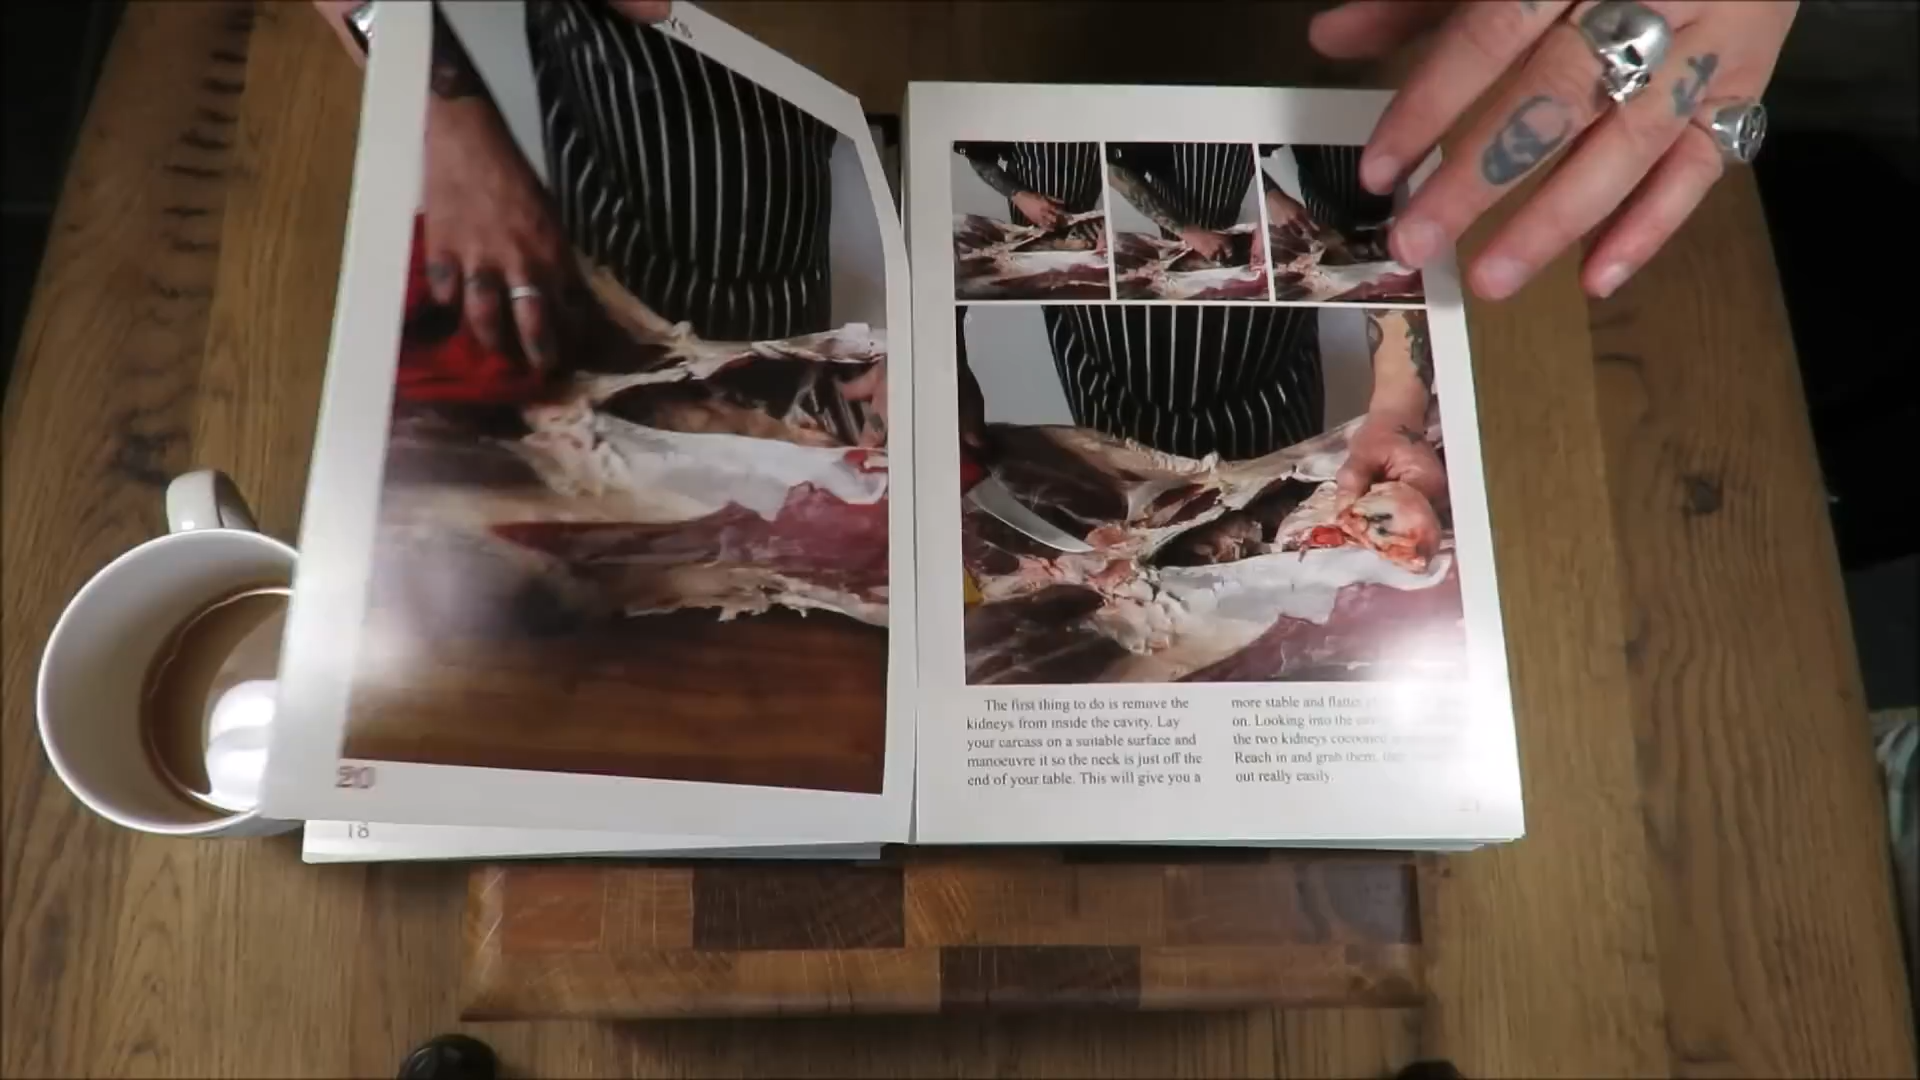 YS
20
18
The first thing to do is remove the
kidneys from inside the cavity. Lay
your carcass on a suitable surface and
manoeuvre it so the neck is just off the
end of your table. This will give you a
more stable and flatter
on. Looking into the
the two kidneys cocooned
Reach in and grab them,
out really easily.
21